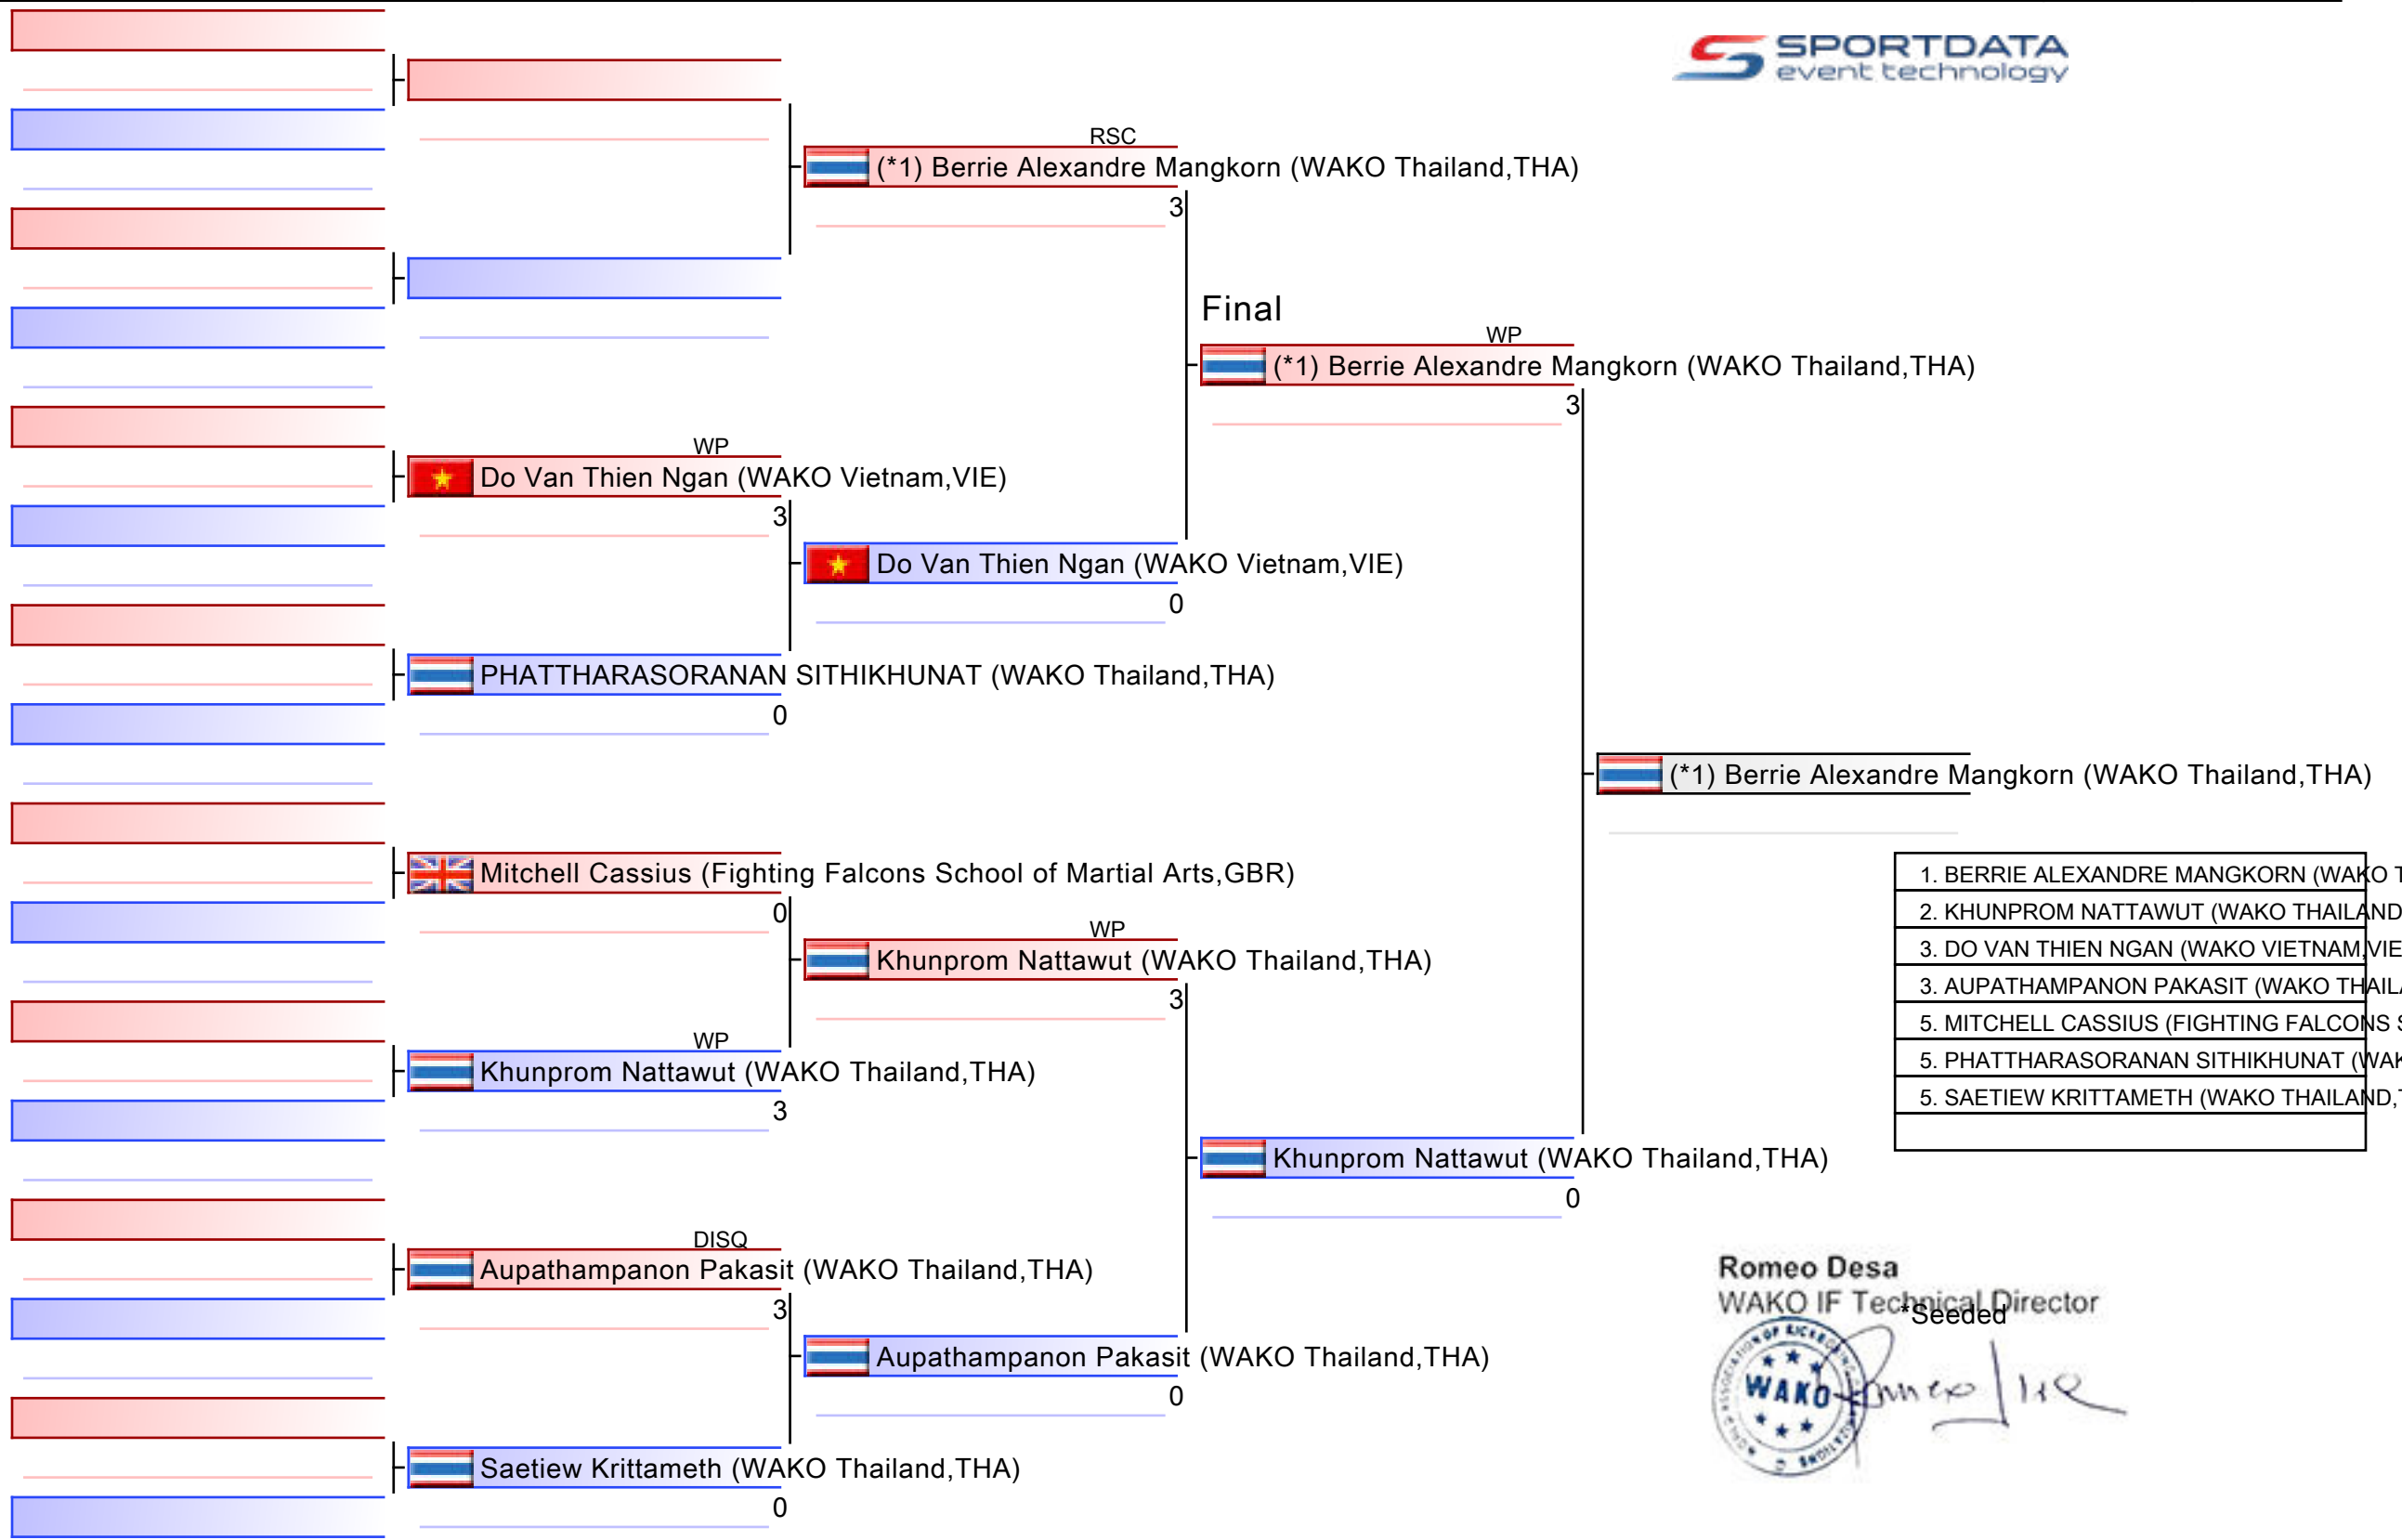 SPORTDATA
event technology
RSC
(*1) Berrie Alexandre Mangkorn (WAKO Thailand,THA)
3
Final
WP
(*1) Berrie Alexandre Mangkorn (WAKO Thailand,THA)
3
WP
Do Van Thien Ngan (WAKO Vietnam,VIE)
3
Do Van Thien Ngan (WAKO Vietnam,VIE)
0
PHATTHARASORANAN SITHIKHUNAT (WAKO Thailand,THA)
0
(*1) Berrie Alexandre Mangkorn (WAKO Thailand,THA)
Mitchell Cassius (Fighting Falcons School of Martial Arts,GBR)
0
WP
Khunprom Nattawut (WAKO Thailand,THA)
3
WP
Khunprom Nattawut (WAKO Thailand,THA)
3
Khunprom Nattawut (WAKO Thailand,THA)
0
DISQ
Aupathampanon Pakasit (WAKO Thailand,THA)
3
Aupathampanon Pakasit (WAKO Thailand,THA)
0
Saetiew Krittameth (WAKO Thailand,THA)
0
1. BERRIE ALEXANDRE MANGKORN (WAKO T
2. KHUNPROM NATTAWUT (WAKO THAILAND
3. DO VAN THIEN NGAN (WAKO VIETNAM,VIE
3. AUPATHAMPANON PAKASIT (WAKO THAILA
5. MITCHELL CASSIUS (FIGHTING FALCONS S
5. PHATTHARASORANAN SITHIKHUNAT (WAK
5. SAETIEW KRITTAMETH (WAKO THAILAND,T
Romeo Desa
WAKO IF Technical Director
*Seeded
WAKO